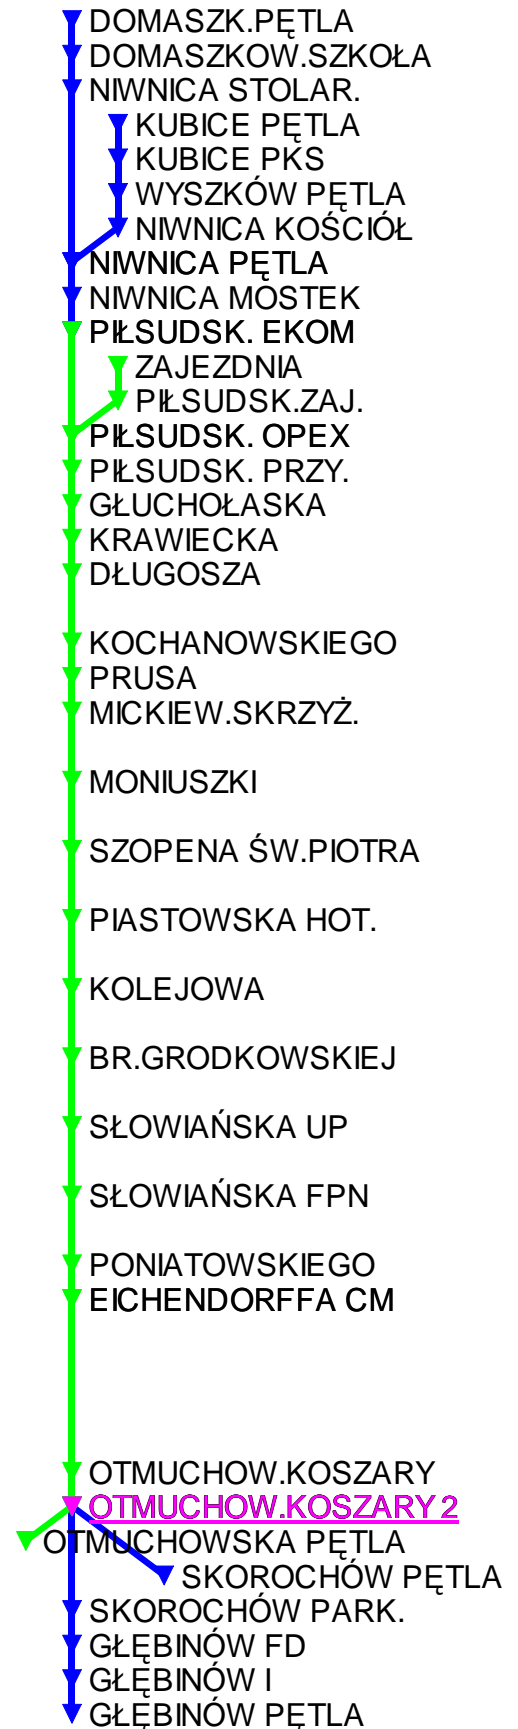 DOMASZK.PĘTLA
DOMASZKOW.SZKOŁA
NIWNICA STOLAR.
KUBICE PĘTLA
KUBICE PKS
WYSZKÓW PĘTLA
NIWNICA KOŚCIÓŁ
NIWNICA PĘTLA
NIWNICA MOSTEK
PIŁSUDSK. EKOM
ZAJEZDNIA
PIŁSUDSK.ZAJ.
PIŁSUDSK. OPEX
PIŁSUDSK. PRZY.
GŁUCHOŁASKA
KRAWIECKA
DŁUGOSZA
KOCHANOWSKIEGO
PRUSA
MICKIEW.SKRZYŻ.
MONIUSZKI
SZOPENA ŚW.PIOTRA
PIASTOWSKA HOT.
KOLEJOWA
BR.GRODKOWSKIEJ
SŁOWIAŃSKA UP
SŁOWIAŃSKA FPN
PONIATOWSKIEGO
EICHENDORFFA CM
OTMUCHOW.KOSZARY
OTMUCHOW.KOSZARY 2
OTMUCHOWSKA PĘTLA
SKOROCHÓW PĘTLA
SKOROCHÓW PARK.
GŁĘBINÓW FD
GŁĘBINÓW I
GŁĘBINÓW PĘTLA